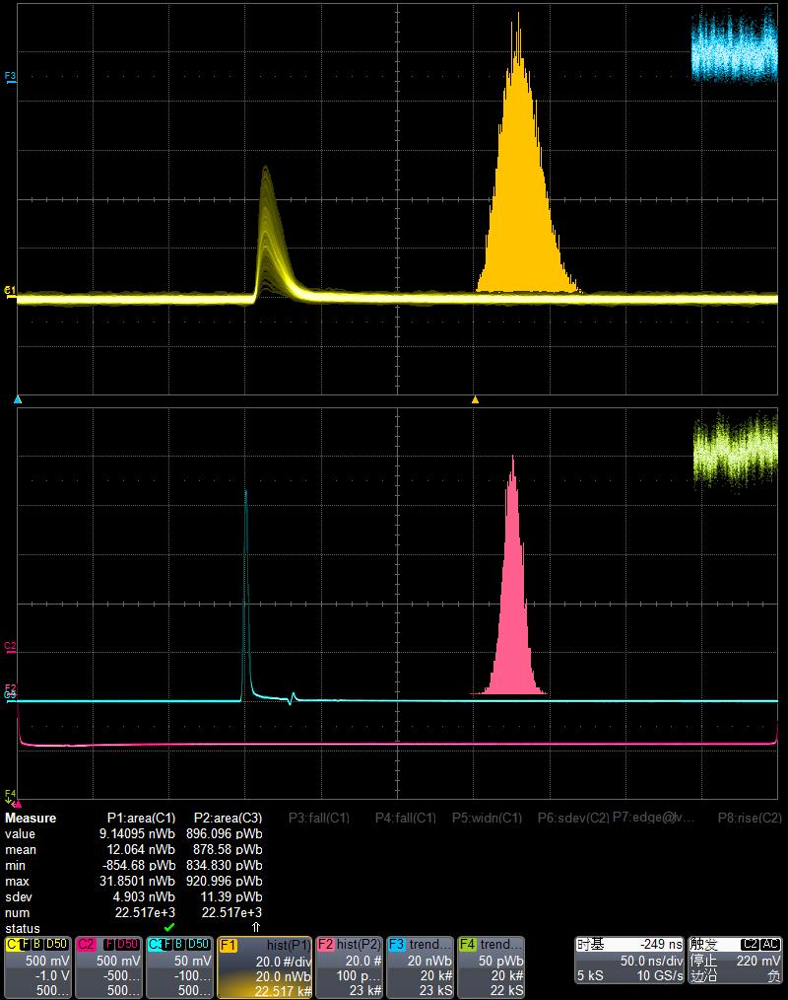 F3
C1
C2
F2
C3
F4
Measure P1:area(C1) P2:area(C3) P3:fall(C1) P4:fall(C1) P5:widn(C1) P6:sdev(C2) P7:edge@lv... P8:rise(C2)
value 9.14095 nWb 896.096 pWb
mean 12.064 nWb 878.58 pWb
min -854.68 pWb 834.830 pWb
max 31.8501 nWb 920.996 pWb
sdev 4.903 nWb 11.39 pWb
num 22.517e+3 22.517e+3
status
C1 F B D50 C2 F D50 C3 F B D50 F1 hist(P1) F2 hist(P2) F3 trend... F4 trend... 时基 -249 ns 触发 C2 AC
500 mV 500 mV 50 mV 20.0 #/div 20.0 # 20 nWb 50 pWb 50.0 ns/div 停止 220 mV
-1.0 V -500... -100... 20.0 nWb 100 p... 20 k# 20 k# 5 kS 10 GS/s 边沿 负
500... 500... 500... 22.517 k# 23 k# 23 kS 22 kS